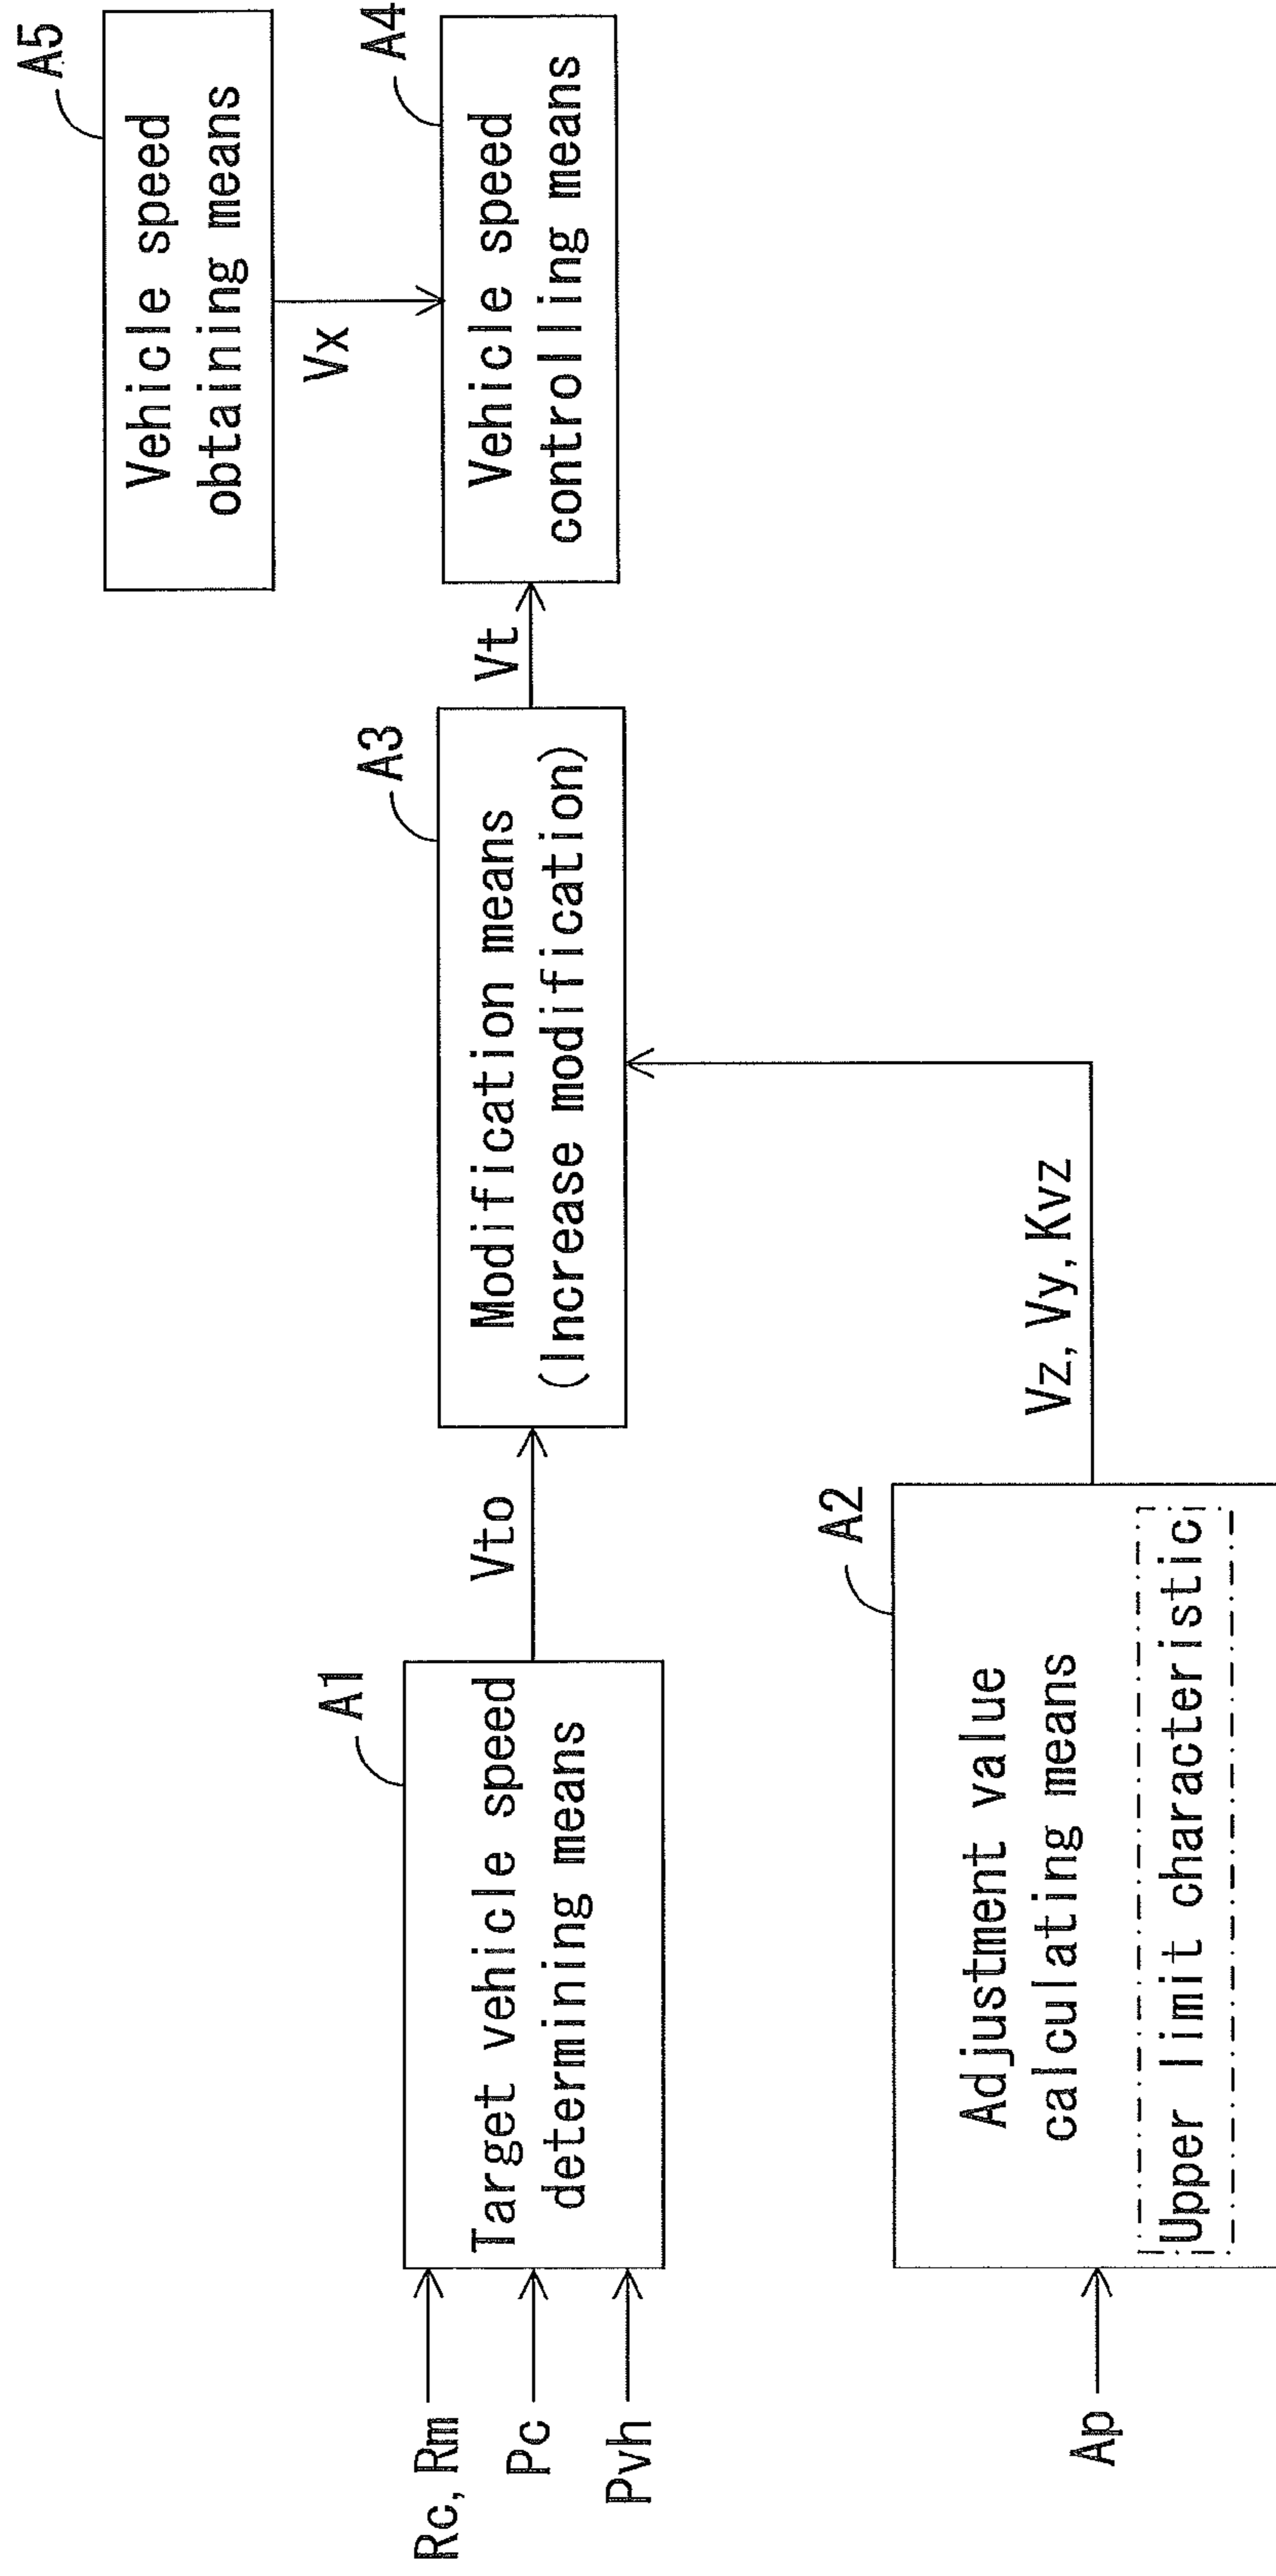 Rc, Rm
Pc
Pvh
A1
Target vehicle speed
determining means
Vto
A3
Modification means
(Increase modification)
Vt
A5
Vehicle speed
obtaining means
Vx
A4
Vehicle speed
controlling means
Ap
A2
Adjustment value
calculating means
Upper limit characteristic
Vz, Vy, Kvz